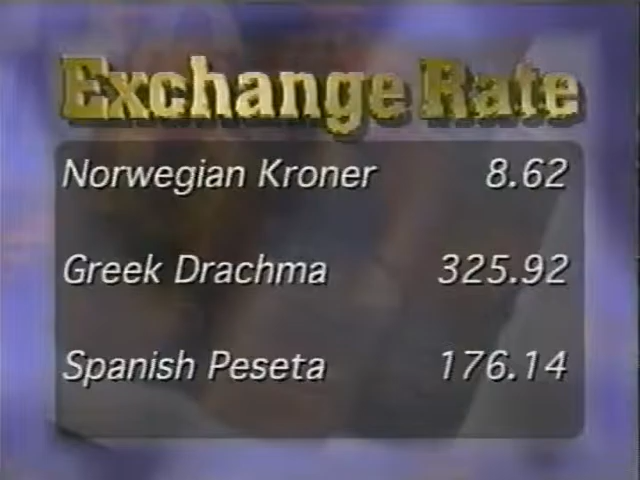 Exchange Rate
Norwegian Kroner 8.62
Greek Drachma 325.92
Spanish Peseta 176.14